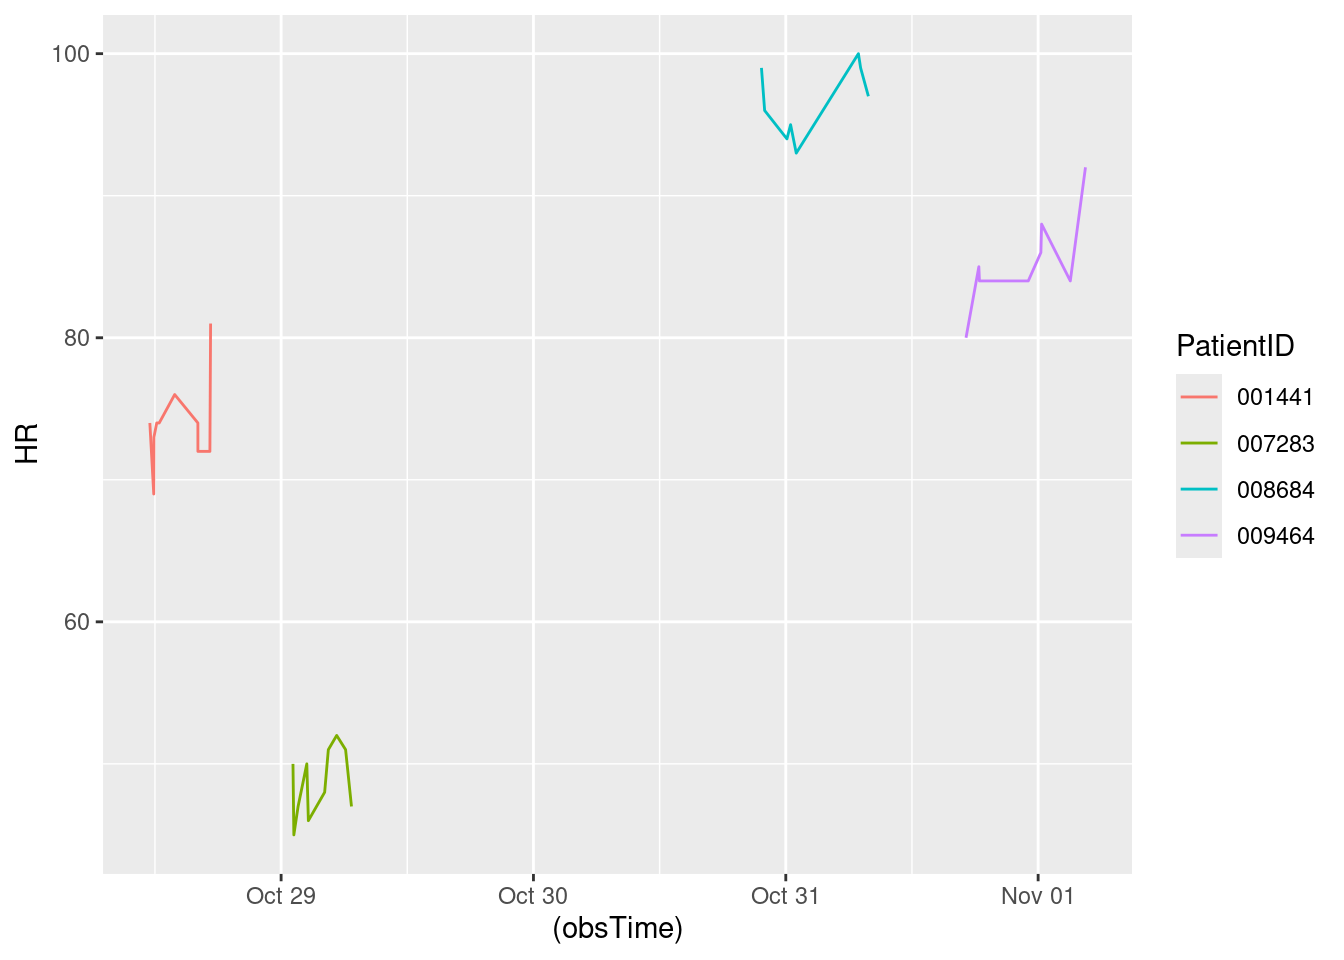 100
80
60
HR
Oct 29
Oct 30
Oct 31
Nov 01
(obsTime)
PatientID
001441
007283
008684
009464